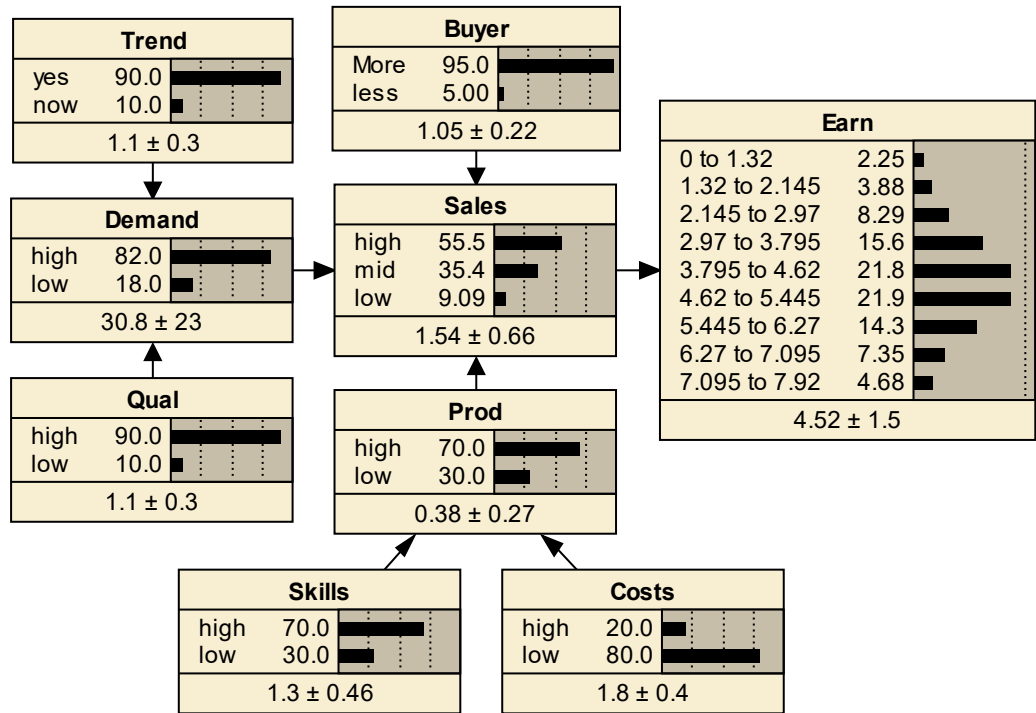 Trend
yes 90.0
now 10.0
1.1 ± 0.3
Buyer
More 95.0
less 5.00
1.05 ± 0.22
Earn
0 to 1.32 2.25
1.32 to 2.145 3.88
2.145 to 2.97 8.29
2.97 to 3.795 15.6
3.795 to 4.62 21.8
4.62 to 5.445 21.9
5.445 to 6.27 14.3
6.27 to 7.095 7.35
7.095 to 7.92 4.68
4.52 ± 1.5
Demand
high 82.0
low 18.0
30.8 ± 23
Sales
high 55.5
mid 35.4
low 9.09
1.54 ± 0.66
Qual
high 90.0
low 10.0
1.1 ± 0.3
Prod
high 70.0
low 30.0
0.38 ± 0.27
Skills
high 70.0
low 30.0
1.3 ± 0.46
Costs
high 20.0
low 80.0
1.8 ± 0.4